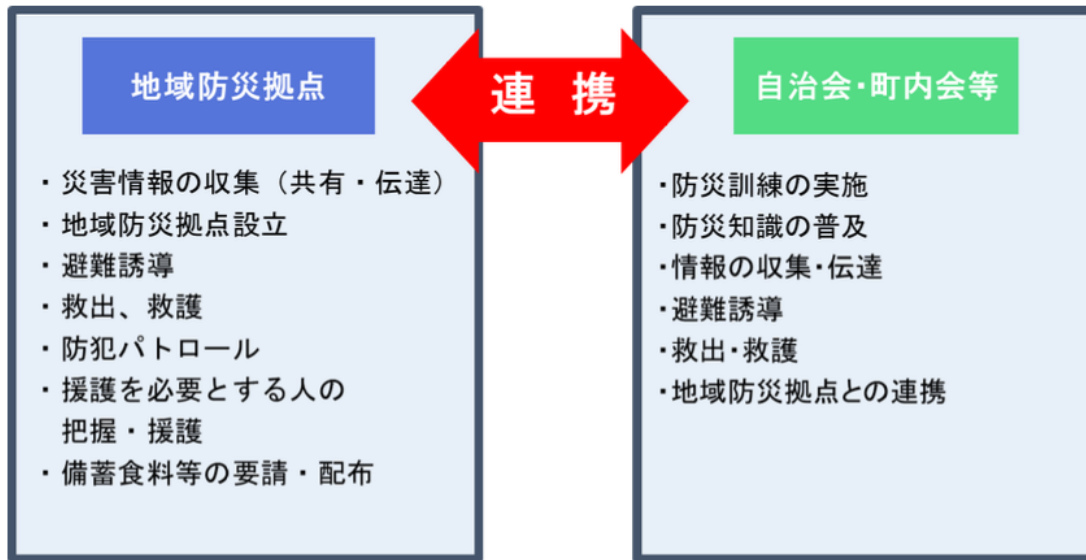 地域防災拠点
・災害情報の収集（共有・伝達）
・地域防災拠点設立
・避難誘導
・救出、救護
・防犯パトロール
・援護を必要とする人の
把握・援護
・備蓄食料等の要請・配布
連 携
自治会・町内会等
・防災訓練の実施
・防災知識の普及
・情報の収集・伝達
・避難誘導
・救出・救護
・地域防災拠点との連携